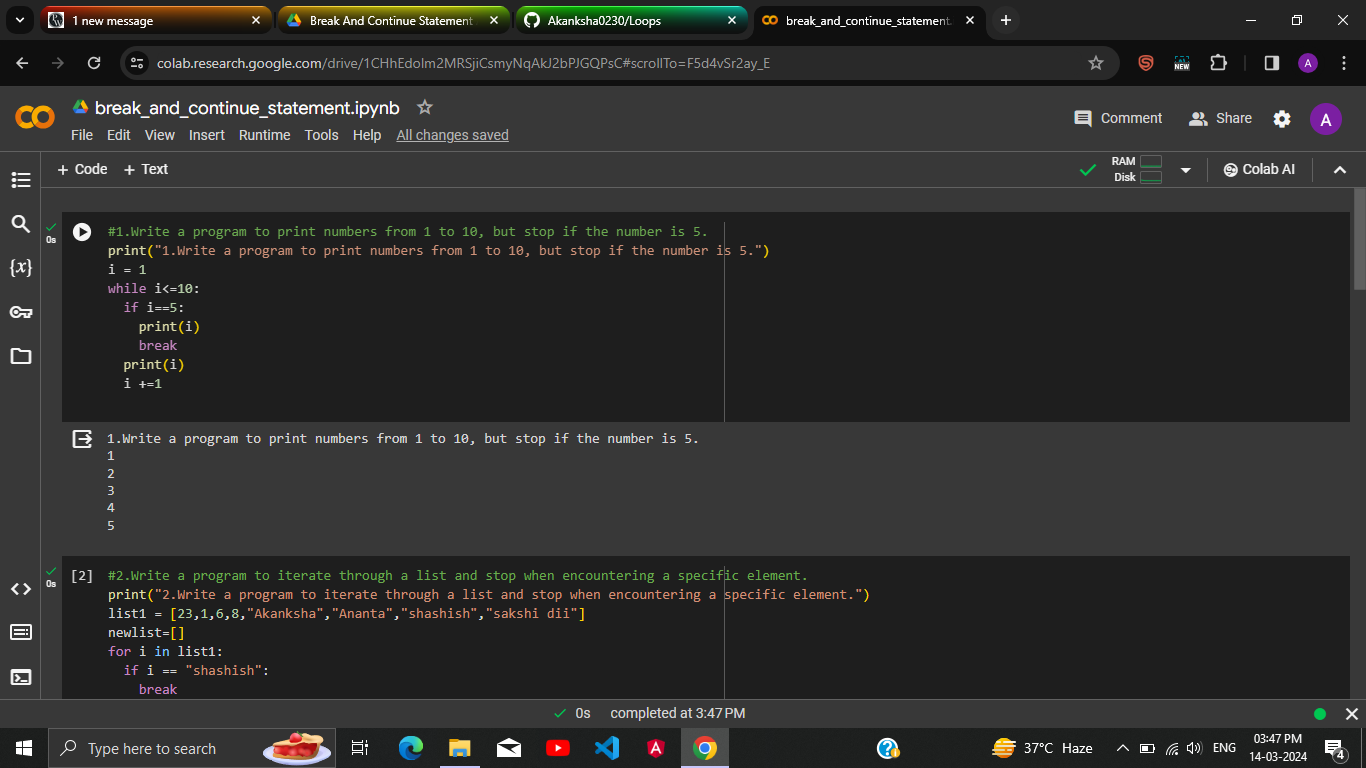 1 new message
Break And Continue Statement
Akanksha0230/Loops
break_and_continue_statement.
colab.research.google.com/drive/1CHhEdoIm2MRSjiCsmyNqAkJ2bPJGQPsC#scrollTo=F5d4vSr2ay_E
NEW
A
break_and_continue_statement.ipynb
File Edit View Insert Runtime Tools Help All changes saved
Comment
Share
A
+ Code + Text
RAM
Disk
Colab AI
{x}
0s
#1.Write a program to print numbers from 1 to 10, but stop if the number is 5.
print("1.Write a program to print numbers from 1 to 10, but stop if the number is 5.")
i = 1
while i<=10:
if i==5:
print(i)
break
print(i)
i +=1
1.Write a program to print numbers from 1 to 10, but stop if the number is 5.
1
2
3
4
5
0s
[2]
#2.Write a program to iterate through a list and stop when encountering a specific element.
print("2.Write a program to iterate through a list and stop when encountering a specific element.")
list1 = [23,1,6,8,"Akanksha","Ananta","shashish","sakshi dii"]
newlist=[]
for i in list1:
if i == "shashish":
break
0s completed at 3:47 PM
Type here to search
37°C Haze
ENG
03:47 PM
14-03-2024
4